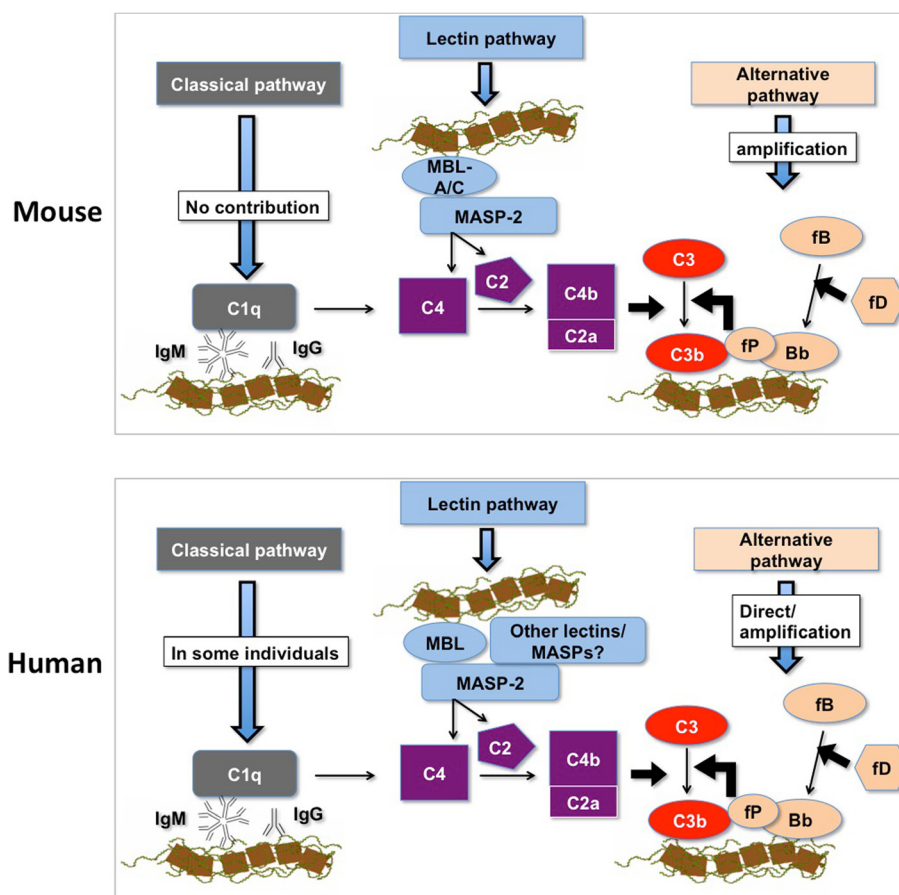 Mouse
Classical pathway
No contribution
C1q
IgM
IgG
Lectin pathway
MBL-
A/C
MASP-2
C4
C2
C4b
C2a
Alternative
pathway
amplification
C3
C3b
fB
fD
fP
Bb
Human
Classical pathway
In some individuals
C1q
IgM
IgG
Lectin pathway
MBL
Other lectins/
MASPs?
MASP-2
C4
C2
C4b
C2a
Alternative
pathway
Direct/
amplification
C3
C3b
fB
fD
fP
Bb